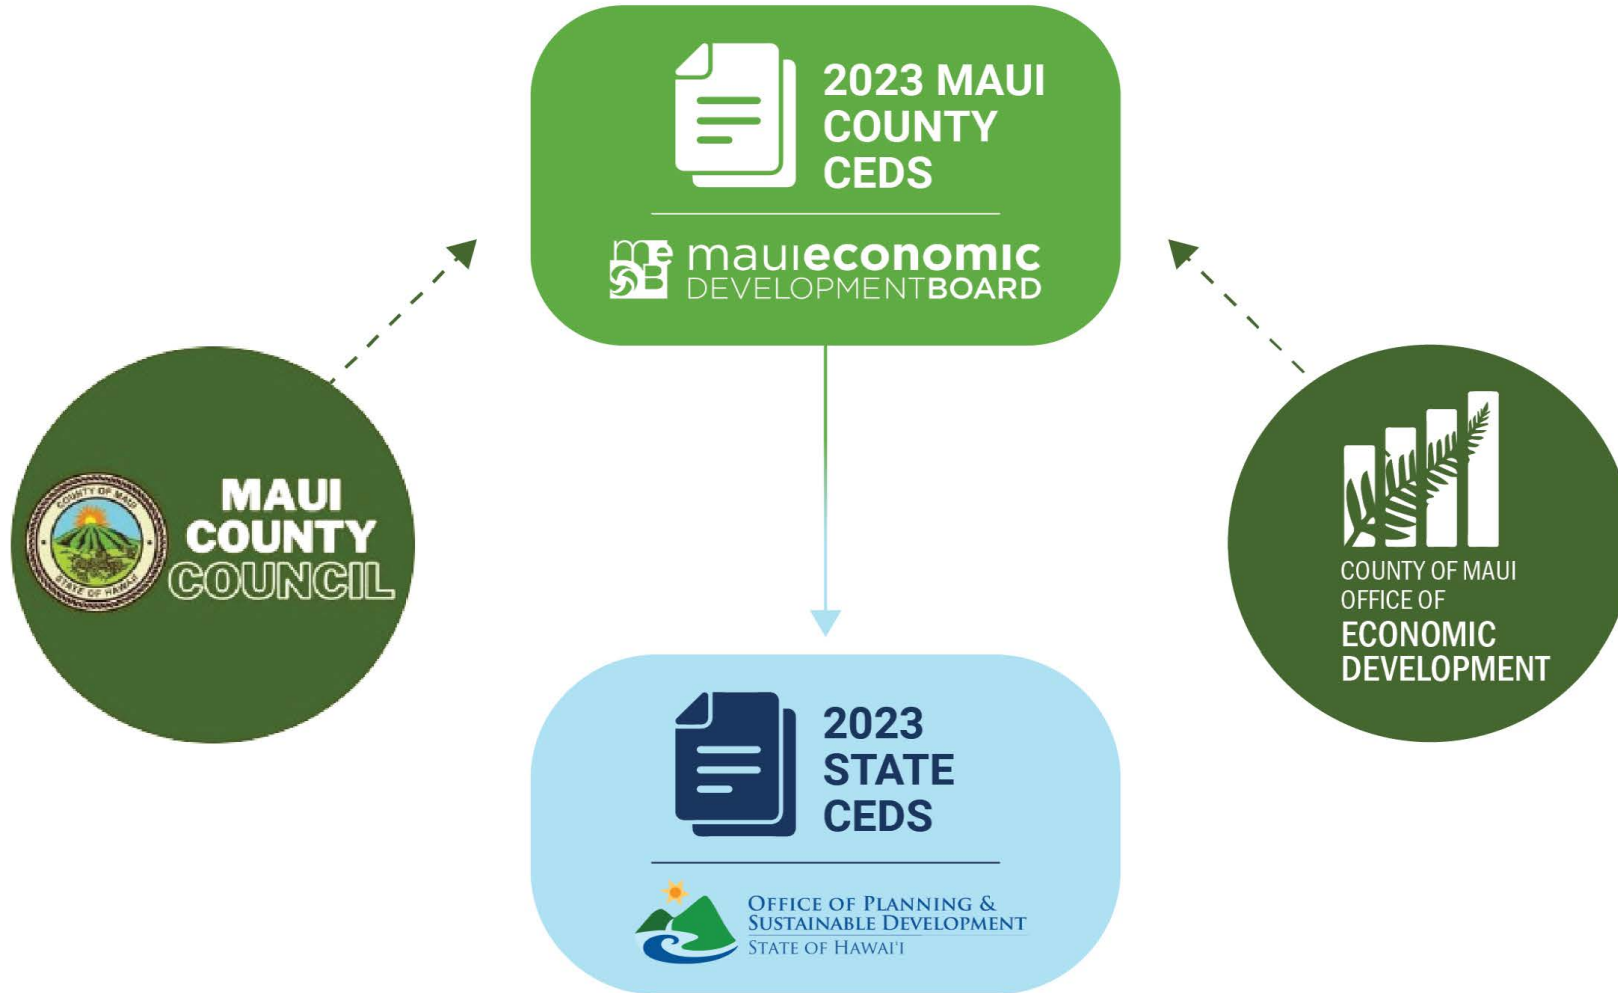 2023 MAUI
COUNTY
CEDS
me
B
mauieconomic
DEVELOPMENTBOARD
COUNTY OF MAUI
STATE OF HAWAII
MAUI
COUNTY
COUNCIL
COUNTY OF MAUI
OFFICE OF
ECONOMIC
DEVELOPMENT
2023
STATE
CEDS
OFFICE OF PLANNING &
SUSTAINABLE DEVELOPMENT
STATE OF HAWAI'I